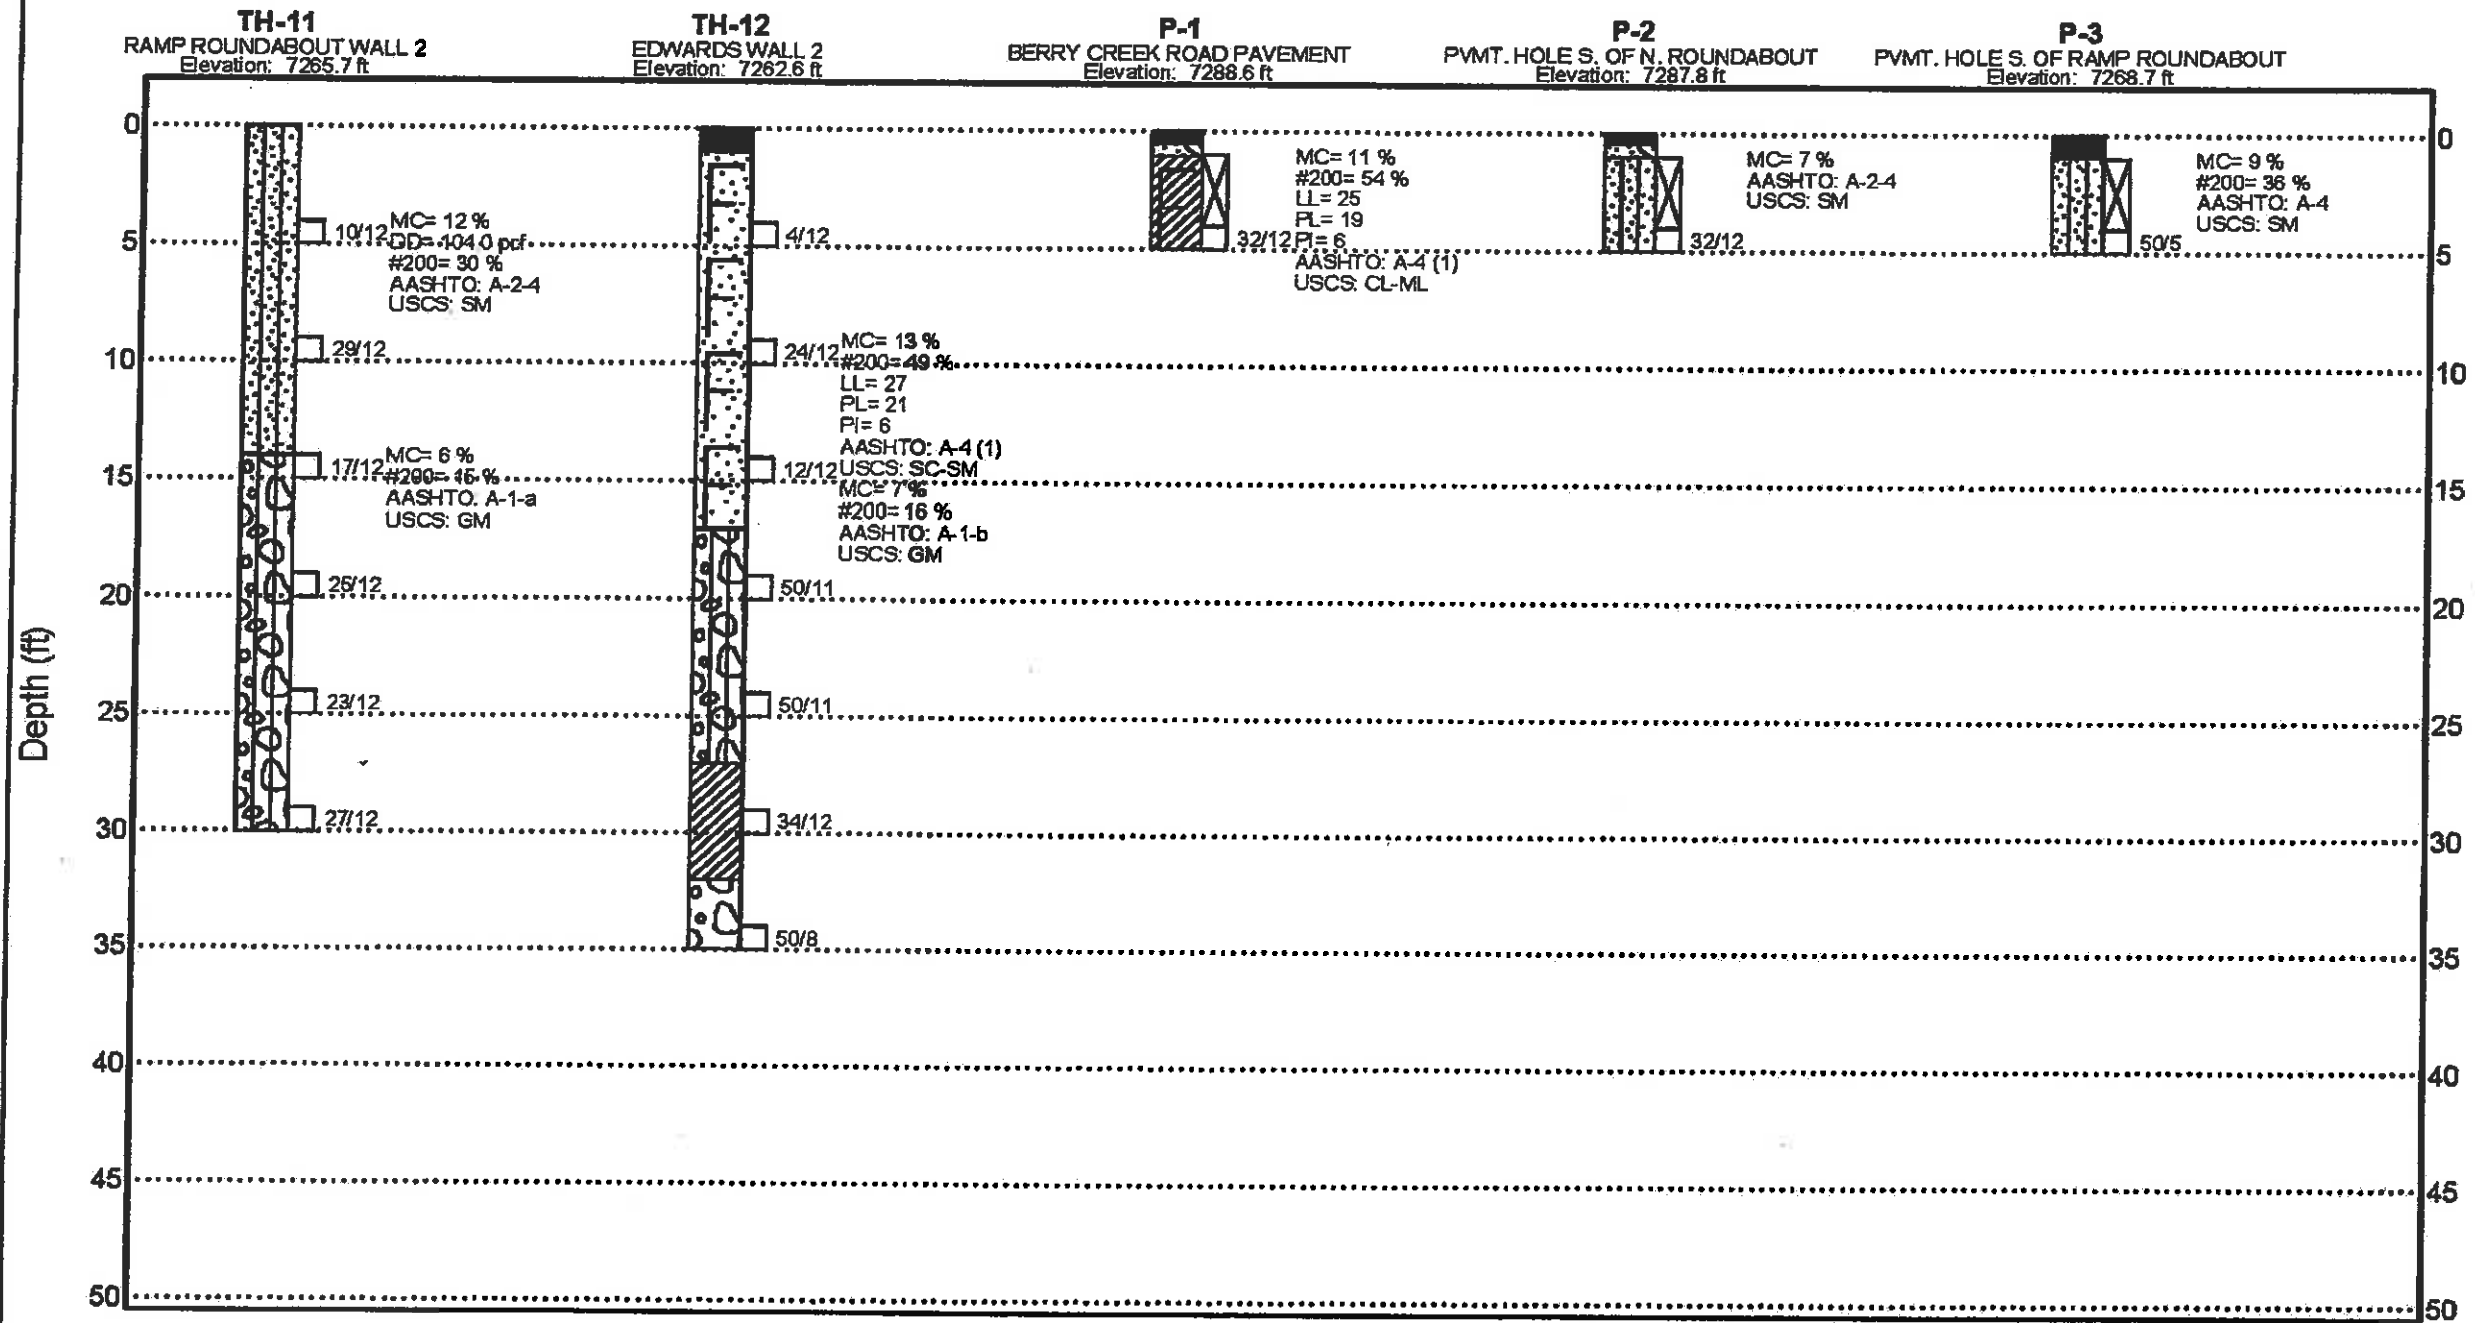 TH-11
RAMP ROUNDABOUT WALL 2
Elevation: 7265.7 ft
TH-12
EDWARDS WALL 2
Elevation: 7262.6 ft
P-1
BERRY CREEK ROAD PAVEMENT
Elevation: 7288.6 ft
P-2
PVMT. HOLE S. OF N. ROUNDABOUT
Elevation: 7287.8 ft
P-3
PVMT. HOLE S. OF RAMP ROUNDABOUT
Elevation: 7268.7 ft
Depth (ft)
0
5
10
15
20
25
30
35
40
45
50
10/12
MC= 12 %
DD= 104.0 pcf
#200= 30 %
AASHTO: A-2-4
USCS: SM
29/12
17/12
MC= 6 %
#200= 15 %
AASHTO: A-1-a
USCS: GM
26/12
23/12
27/12
4/12
24/12
MC= 13 %
#200= 49 %
LL= 27
PL= 21
PI= 6
AASHTO: A-4 (1)
USCS: SC-SM
12/12
MC= 7 %
#200= 16 %
AASHTO: A-1-b
USCS: GM
50/11
50/11
34/12
50/8
MC= 11 %
#200= 54 %
LL= 25
PL= 19
32/12
PI= 6
AASHTO: A-4 (1)
USCS: CL-ML
MC= 7 %
AASHTO: A-2-4
USCS: SM
32/12
MC= 9 %
#200= 36 %
AASHTO: A-4
USCS: SM
50/5
0
5
10
15
20
25
30
35
40
45
50